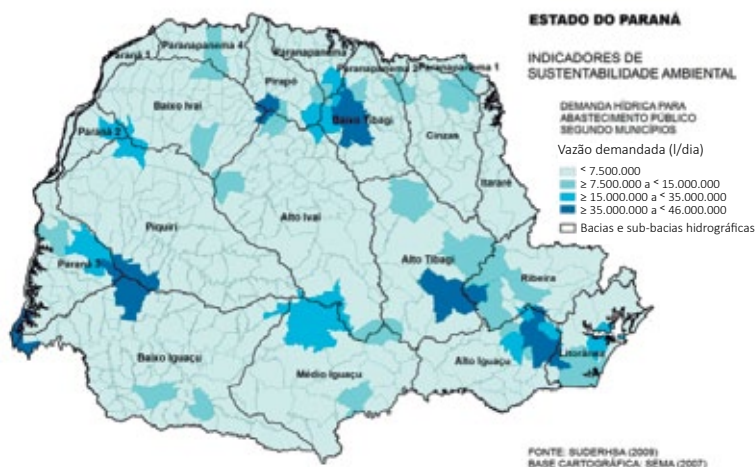 ESTADO DO PARANÁ
INDICADORES DE
SUSTENTABILIDADE AMBIENTAL
DEMANDA HÍDRICA PARA
ABASTECIMENTO PÚBLICO
SEGUNDO MUNICÍPIOS
Vazão demandada (l/dia)
< 7.500.000
≥ 7.500.000 a < 15.000.000
≥ 15.000.000 a < 35.000.000
≥ 35.000.000 a < 46.000.000
Bacias e sub-bacias hidrográficas
Paraná 1
Paranapanema 4
Paranapanema
Paranapanema 2
Paranapanema 1
Pirapó
Baixo Ivaí
Baixo Tibagi
Paraná 2
Cinzas
Itararé
Piquiri
Alto Ivaí
Alto Tibagi
Paraná 3
Ribeira
Litorânea
Baixo Iguaçu
Médio Iguaçu
Alto Iguaçu
FONTE: SUDERHSA (2009)
BASE CARTOGRÁFICA: SEMA (2007)